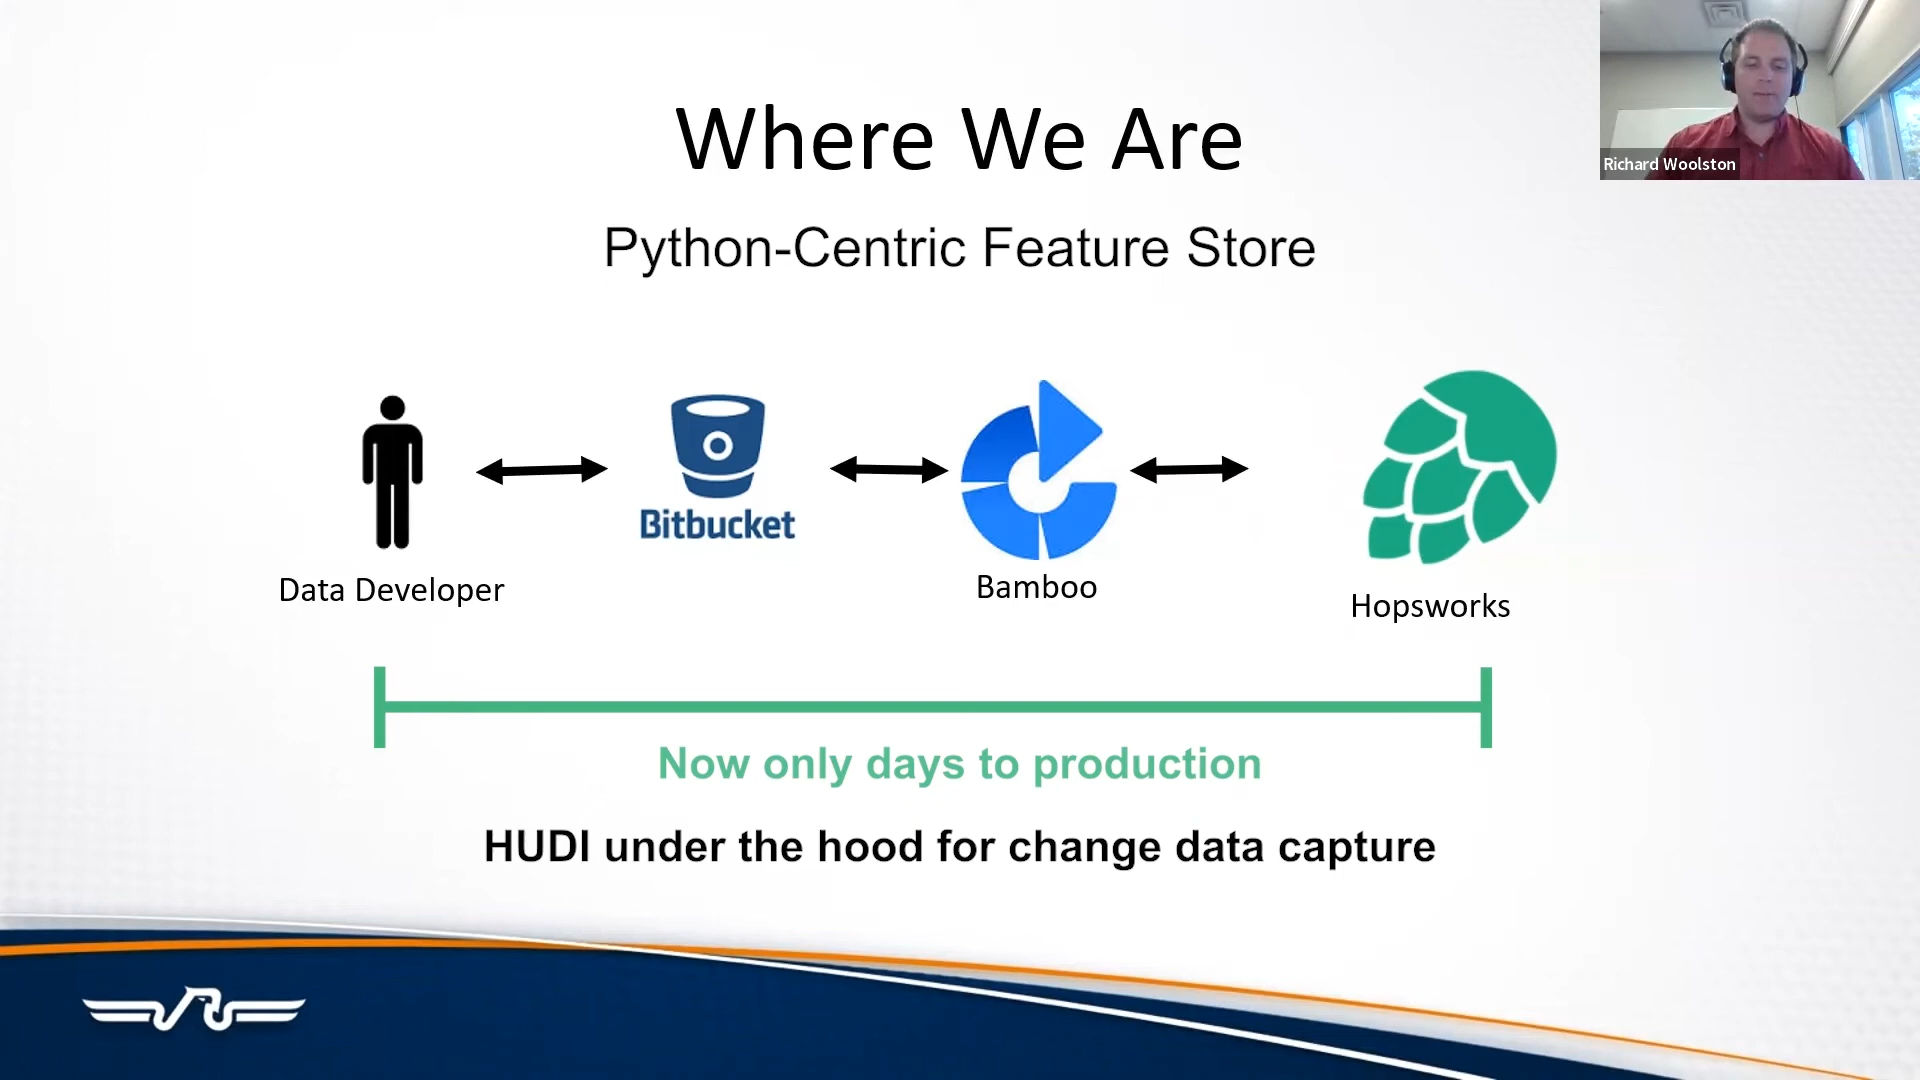 Where We Are
Richard Woolston
Python-Centric Feature Store
Bitbucket
Data Developer
Bamboo
Hopsworks
Now only days to production
HUDI under the hood for change data capture